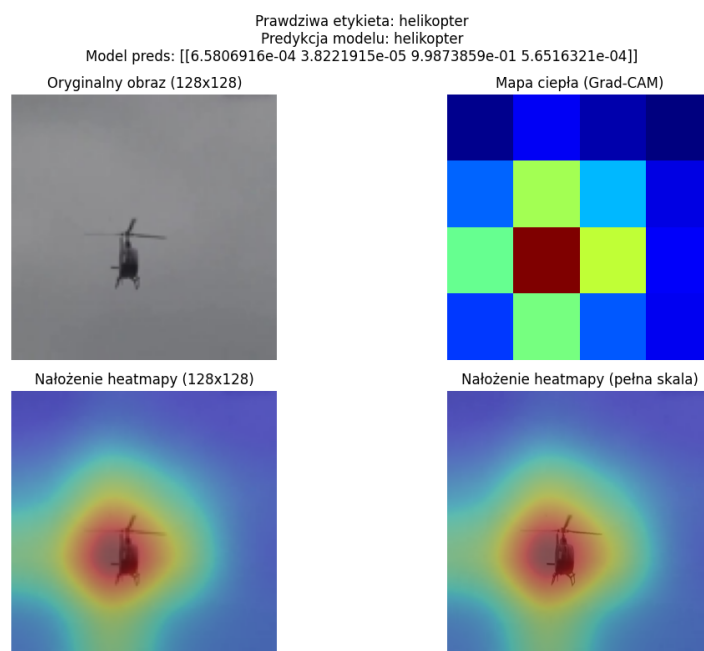 Prawdziwa etykieta: helikopter
Predykcja modelu: helikopter
Model preds: [[6.5806916e-04 3.8221915e-05 9.9873859e-01 5.6516321e-04]]
Oryginalny obraz (128x128)
Mapa ciepła (Grad-CAM)
Nałożenie heatmapy (128x128)
Nałożenie heatmapy (pełna skala)